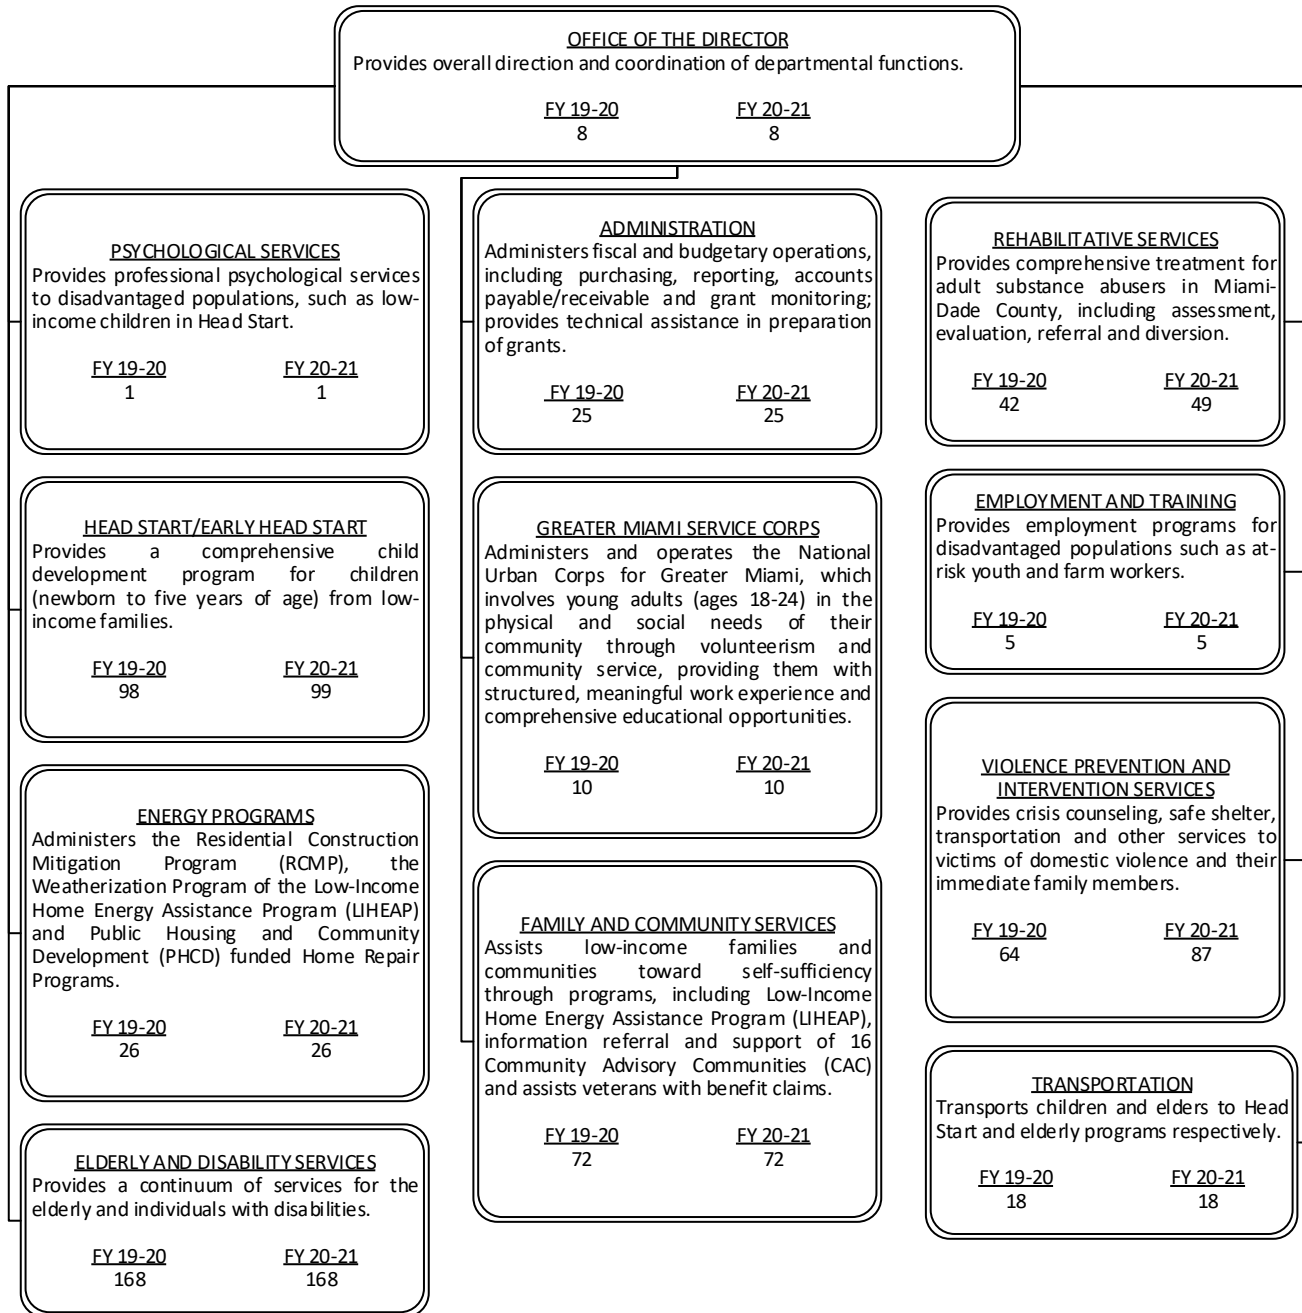 OFFICE OF THE DIRECTOR
Provides overall direction and coordination of departmental functions.
FY 19-20 FY 20-21
8 8
PSYCHOLOGICAL SERVICES
Provides professional psychological services
to disadvantaged populations, such as low-
income children in Head Start.
FY 19-20 FY 20-21
1 1
HEAD START/EARLY HEAD START
Provides a comprehensive child
development program for children
(newborn to five years of age) from low-
income families.
FY 19-20 FY 20-21
98 99
ENERGY PROGRAMS
Administers the Residential Construction
Mitigation Program (RCMP), the
Weatherization Program of the Low-Income
Home Energy Assistance Program (LIHEAP)
and Public Housing and Community
Development (PHCD) funded Home Repair
Programs.
FY 19-20 FY 20-21
26 26
ELDERLY AND DISABILITY SERVICES
Provides a continuum of services for the
elderly and individuals with disabilities.
FY 19-20 FY 20-21
168 168
ADMINISTRATION
Administers fiscal and budgetary operations,
including purchasing, reporting, accounts
payable/receivable and grant monitoring;
provides technical assistance in preparation
of grants.
FY 19-20 FY 20-21
25 25
GREATER MIAMI SERVICE CORPS
Administers and operates the National
Urban Corps for Greater Miami, which
involves young adults (ages 18-24) in the
physical and social needs of their
community through volunteerism and
community service, providing them with
structured, meaningful work experience and
comprehensive educational opportunities.
FY 19-20 FY 20-21
10 10
FAMILY AND COMMUNITY SERVICES
Assists low-income families and
communities toward self-sufficiency
through programs, including Low-Income
Home Energy Assistance Program (LIHEAP),
information referral and support of 16
Community Advisory Communities (CAC)
and assists veterans with benefit claims.
FY 19-20 FY 20-21
72 72
REHABILITATIVE SERVICES
Provides comprehensive treatment for
adult substance abusers in Miami-
Dade County, including assessment,
evaluation, referral and diversion.
FY 19-20 FY 20-21
42 49
EMPLOYMENT AND TRAINING
Provides employment programs for
disadvantaged populations such as at-
risk youth and farm workers.
FY 19-20 FY 20-21
5 5
VIOLENCE PREVENTION AND
INTERVENTION SERVICES
Provides crisis counseling, safe shelter,
transportation and other services to
victims of domestic violence and their
immediate family members.
FY 19-20 FY 20-21
64 87
TRANSPORTATION
Transports children and elders to Head
Start and elderly programs respectively.
FY 19-20 FY 20-21
18 18